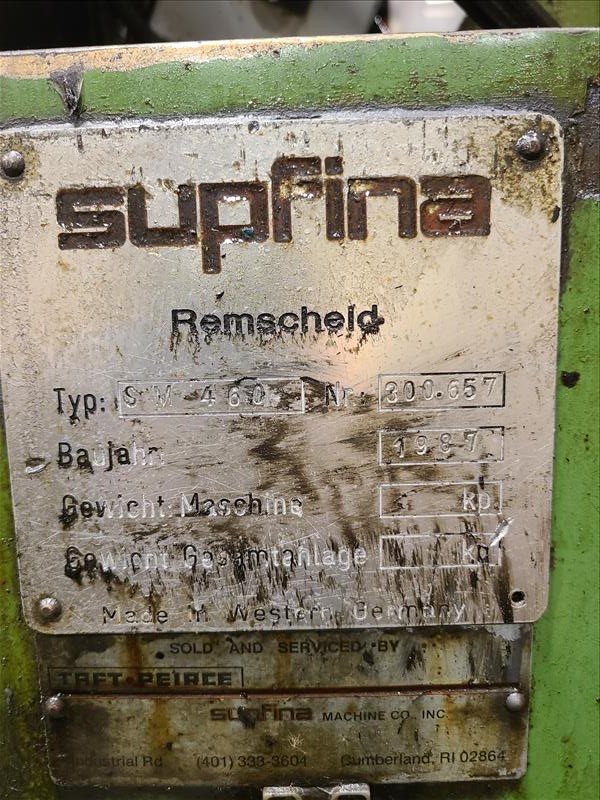 supfina
Remscheid
Typ: SM 460 Nr: 300.657
Baujahr 1987
Gewicht Maschine kp
Gewicht Gesamtanlage kp
Made in Western Germany
SOLD AND SERVICED BY
TAFT-PEIRCE
supfina MACHINE CO., INC.
Industrial Rd (401) 333-3604 Cumberland, RI 02864